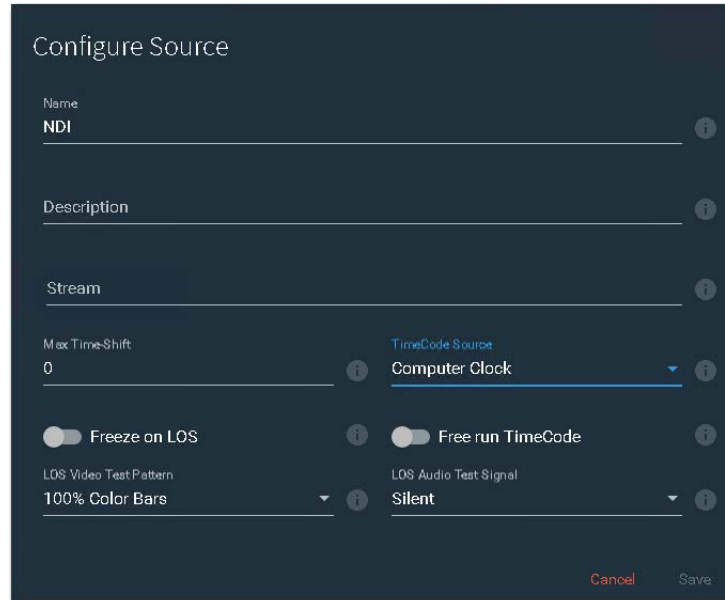 Configure Source
Name
NDI
Description
Stream
Max Time-Shift
0
TimeCode Source
Computer Clock
Freeze on LOS
Free run TimeCode
LOS Video Test Pattern
100% Color Bars
LOS Audio Test Signal
Silent
Cancel
Save